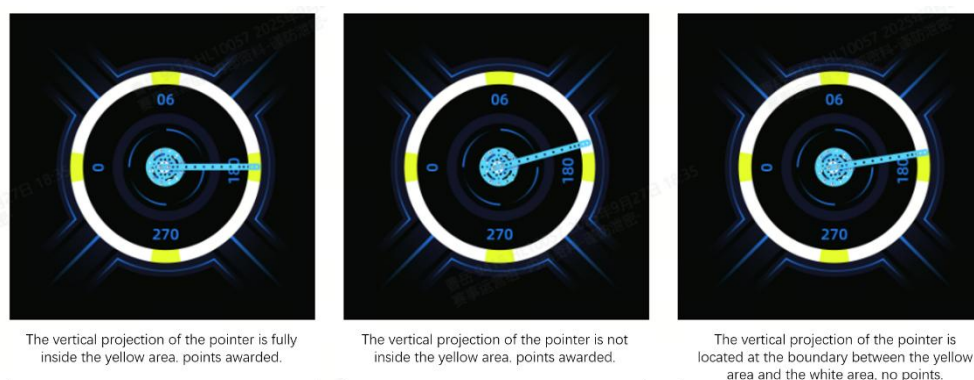 06
0
180
270
The vertical projection of the pointer is fully
inside the yellow area. points awarded.
06
0
180
270
The vertical projection of the pointer is not
inside the yellow area. points awarded.
06
0
180
270
The vertical projection of the pointer is
located at the boundary between the yellow
area and the white area, no points.